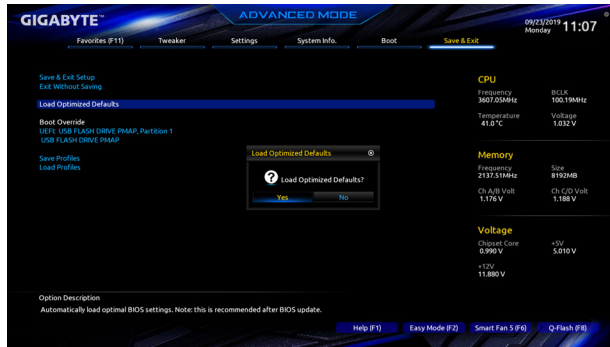 GIGABYTE™
ADVANCED MODE
09/23/2019 Monday 11:07
Favorites (F11) Tweaker Settings System Info. Boot Save & Exit
Save & Exit Setup
Exit Without Saving
Load Optimized Defaults
Boot Override
UEFI: USB FLASH DRIVE PMAP, Partition 1
USB FLASH DRIVE PMAP
Save Profiles
Load Profiles
Load Optimized Defaults
Load Optimized Defaults?
Yes No
CPU
Frequency BCLK
3607.05MHz 100.19MHz
Temperature Voltage
41.0 °C 1.032 V
Memory
Frequency Size
2137.51MHz 8192MB
Ch A/B Volt Ch C/D Volt
1.176 V 1.188 V
Voltage
Chipset Core +5V
0.990 V 5.010 V
+12V
11.880 V
Option Description
Automatically load optimal BIOS settings. Note: this is recommended after BIOS update.
Help (F1) Easy Mode (F2) Smart Fan 5 (F6) Q-Flash (F8)